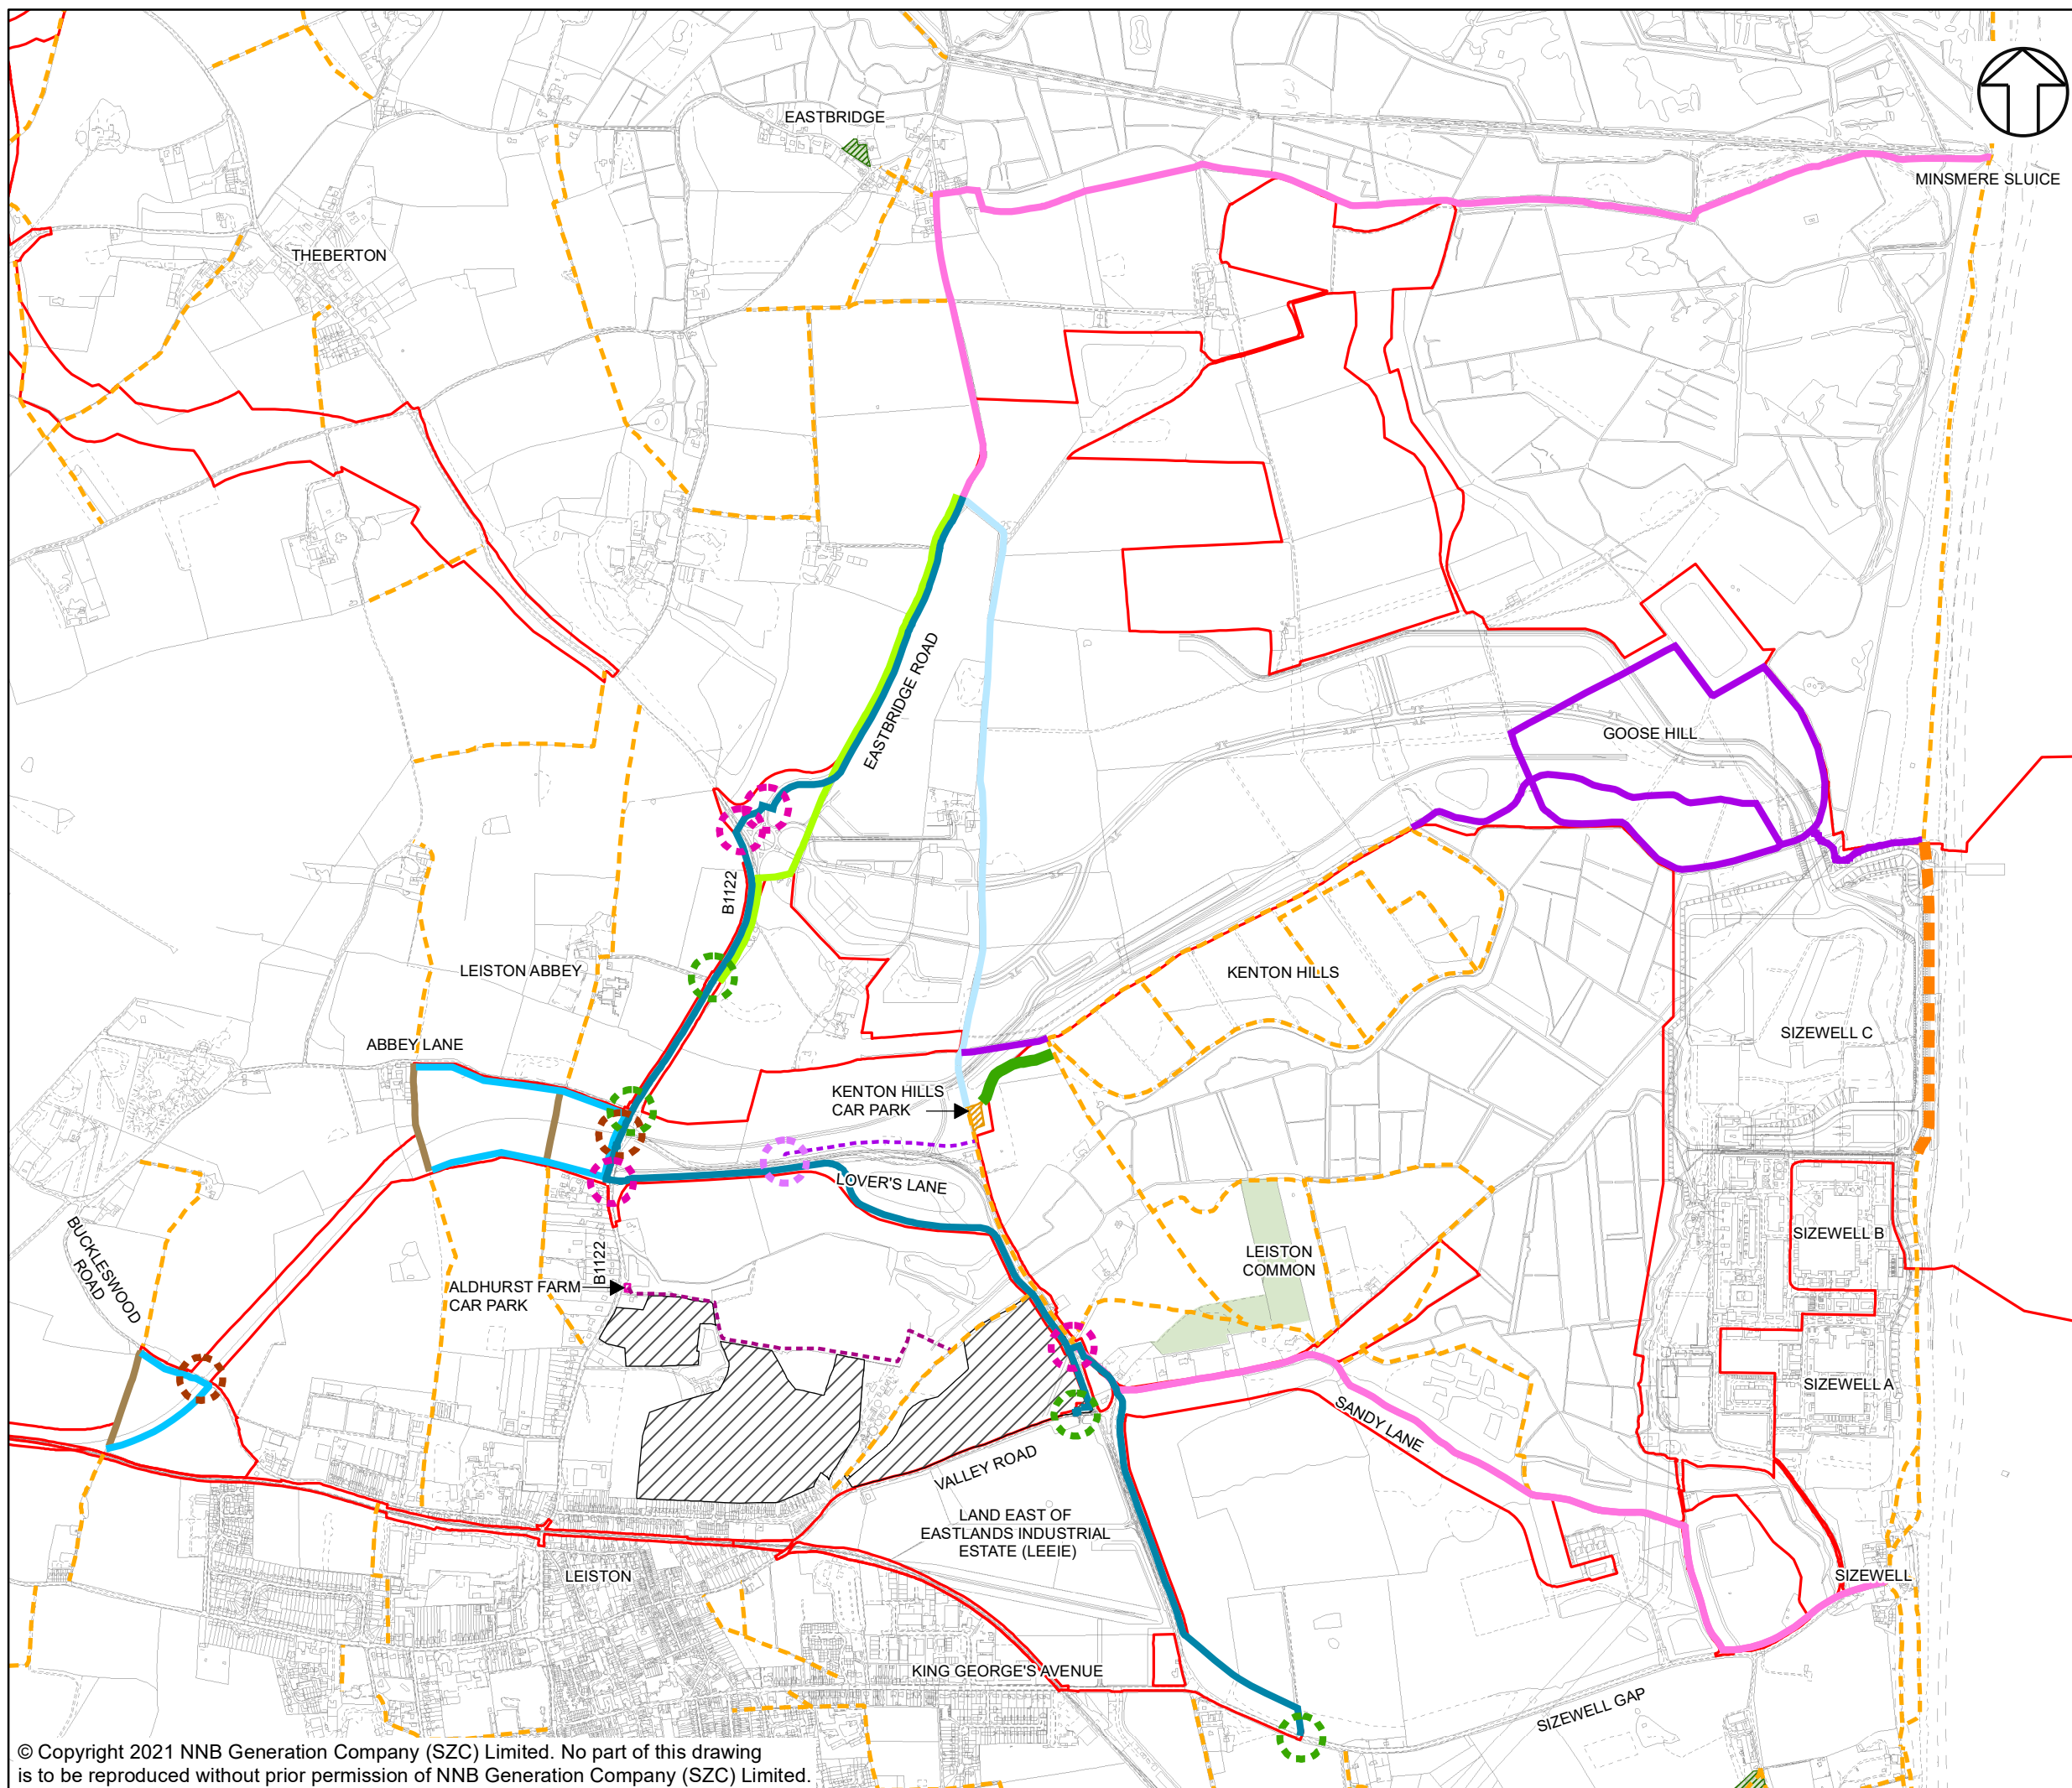 EASTBRIDGE
MINSMERE SLUICE
THEBERTON
EASTBRIDGE ROAD
GOOSE HILL
B1122
LEISTON ABBEY
KENTON HILLS
SIZEWELL C
ABBEY LANE
KENTON HILLS
CAR PARK
LOVER'S LANE
BUCKLESWOOD
ROAD
SIZEWELL B
LEISTON
COMMON
B1122
ALDHURST FARM
CAR PARK
SIZEWELL A
SANDY LANE
VALLEY ROAD
LAND EAST OF
EASTLANDS INDUSTRIAL
ESTATE (LEEIE)
LEISTON
SIZEWELL
KING GEORGE'S AVENUE
SIZEWELL GAP
© Copyright 2021 NNB Generation Company (SZC) Limited. No part of this drawing
is to be reproduced without prior permission of NNB Generation Company (SZC) Limited.